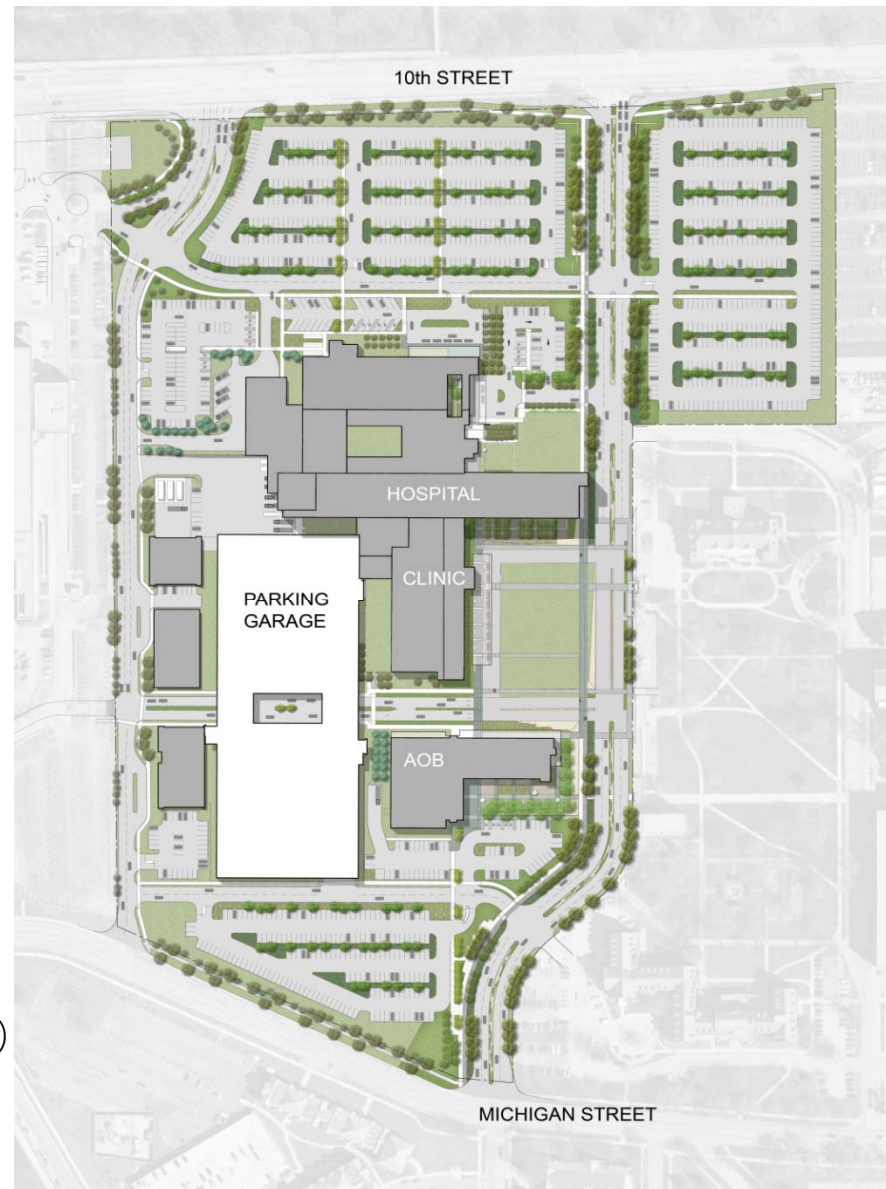 10th STREET
HOSPITAL
CLINIC
PARKING
GARAGE
AOB
MICHIGAN STREET